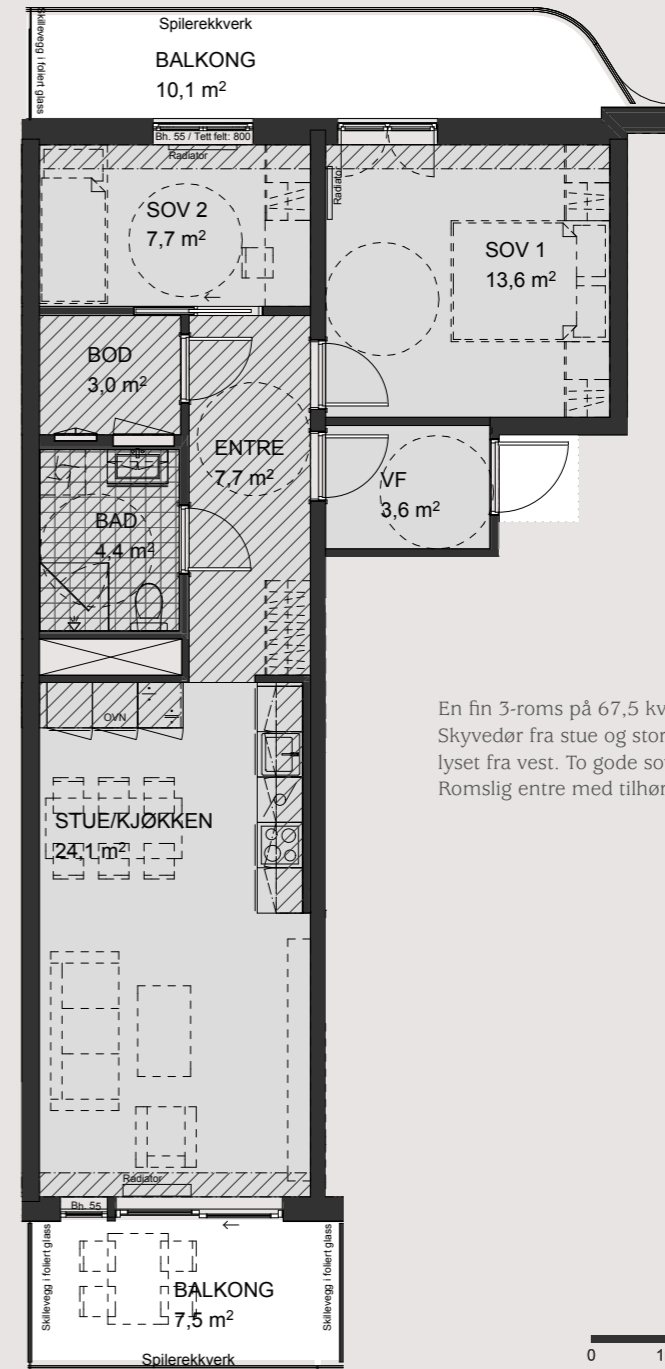 Spilerekkverk
Skillevegg i foliert glass
BALKONG
10,1 m²
Bh. 55 / Tett felt: 800
Radiator
Radiator
SOV 2
7,7 m²
SOV 1
13,6 m²
BOD
3,0 m²
ENTRE
7,7 m²
VF
3,6 m²
BAD
4,4 m²
OVN
En fin 3-roms på 67,5 kv
Skyvedør fra stue og stor
lyset fra vest. To gode sov
Romslig entre med tilhør
STUE/KJØKKEN
24,1 m²
Radiator
Bh. 55
Skillevegg i foliert glass
Skillevegg i foliert glass
BALKONG
7,5 m²
Spilerekkverk
0 1